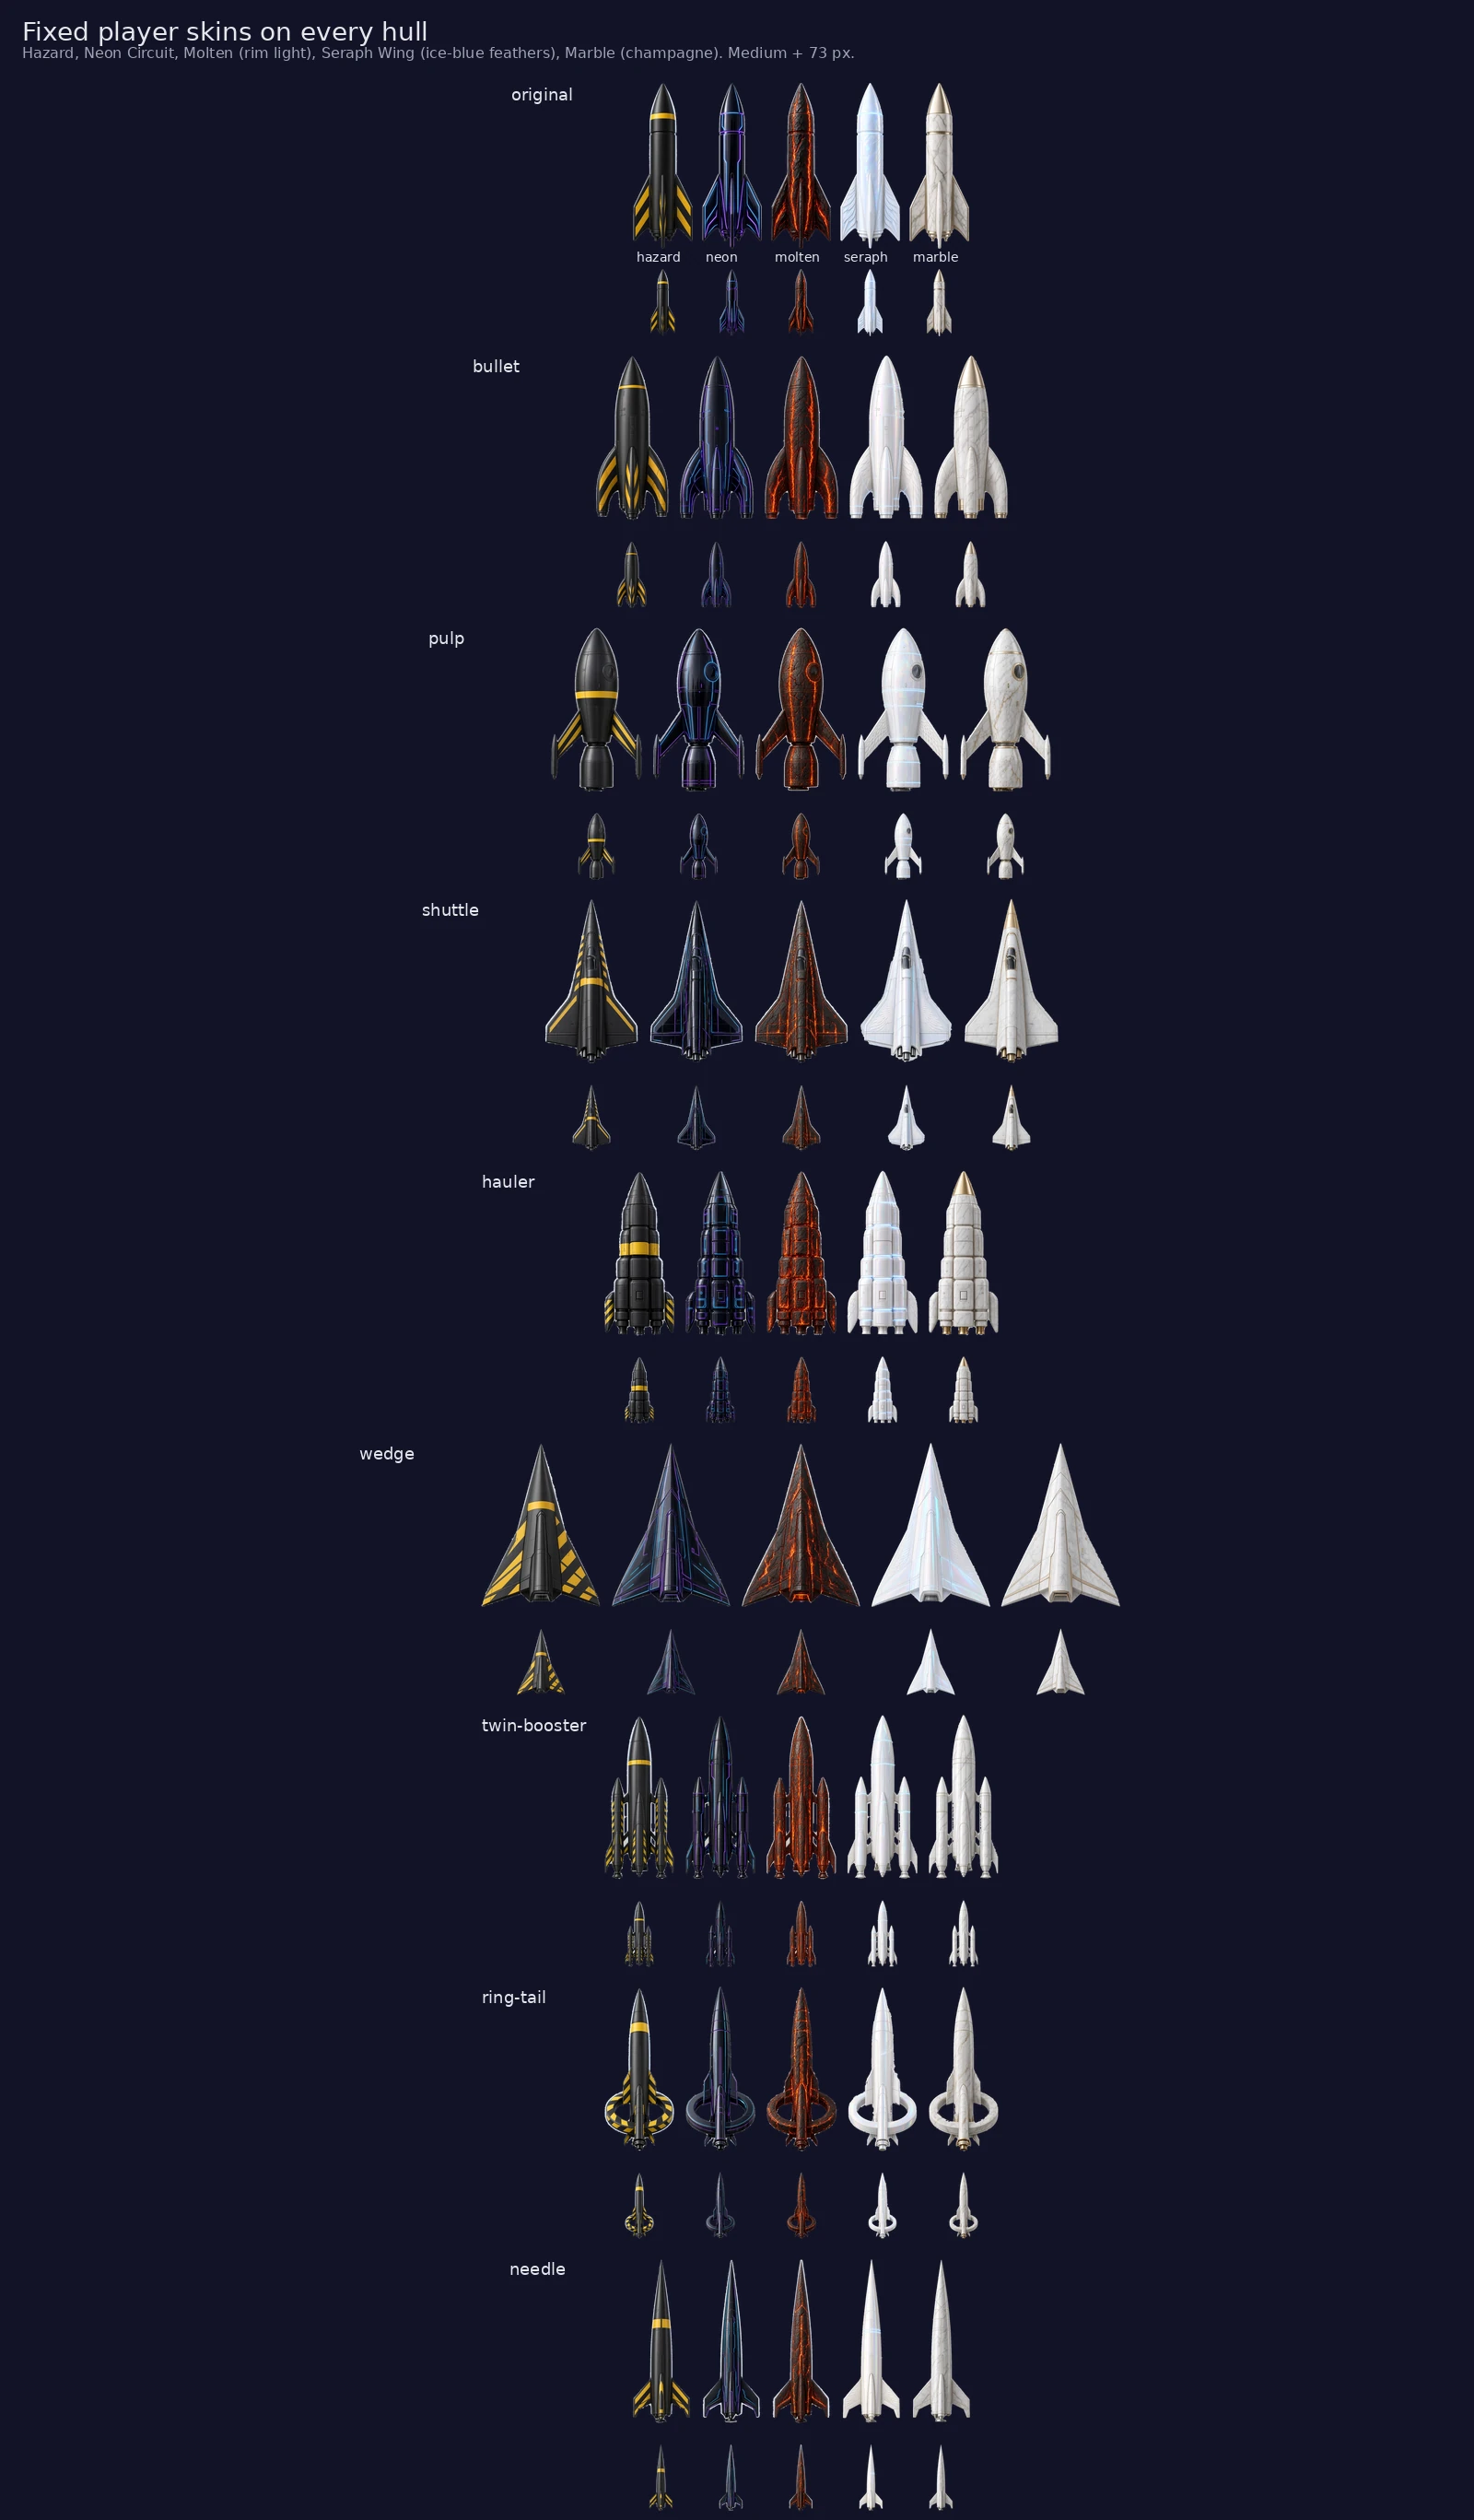 Fixed player skins on every hull
Hazard, Neon Circuit, Molten (rim light), Seraph Wing (ice-blue feathers), Marble (champagne). Medium + 73 px.
original
hazard neon molten seraph marble
bullet
pulp
shuttle
hauler
wedge
twin-booster
ring-tail
needle